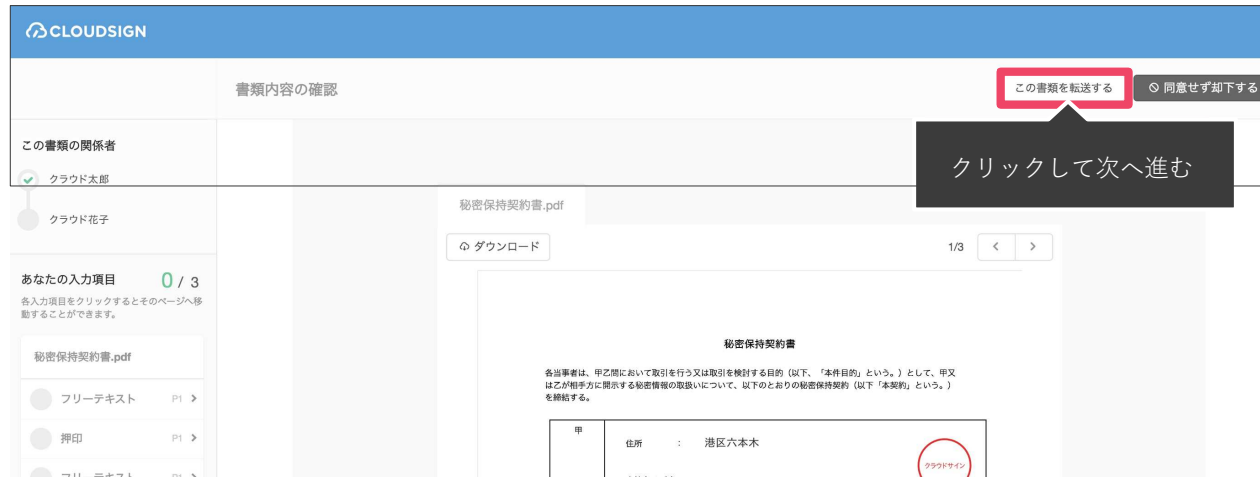 CLOUDSIGN
書類内容の確認
この書類を転送する
同意せず却下する
クリックして次へ進む
この書類の関係者
クラウド太郎
クラウド花子
あなたの入力項目 0 / 3
各入力項目をクリックするとそのページへ移
動することができます。
秘密保持契約書.pdf
フリーテキスト P1
押印 P1
フリーテキスト P1
秘密保持契約書.pdf
ダウンロード
1/3
秘密保持契約書
各当事者は、甲乙間において取引を行う又は取引を検討する目的（以下、「本件目的」という。）として、甲又
は乙が相手方に開示する秘密情報の取扱いについて、以下のとおりの秘密保持契約（以下「本契約」という。）
を締結する。
甲
住所 : 港区六本木
クラウドサイン